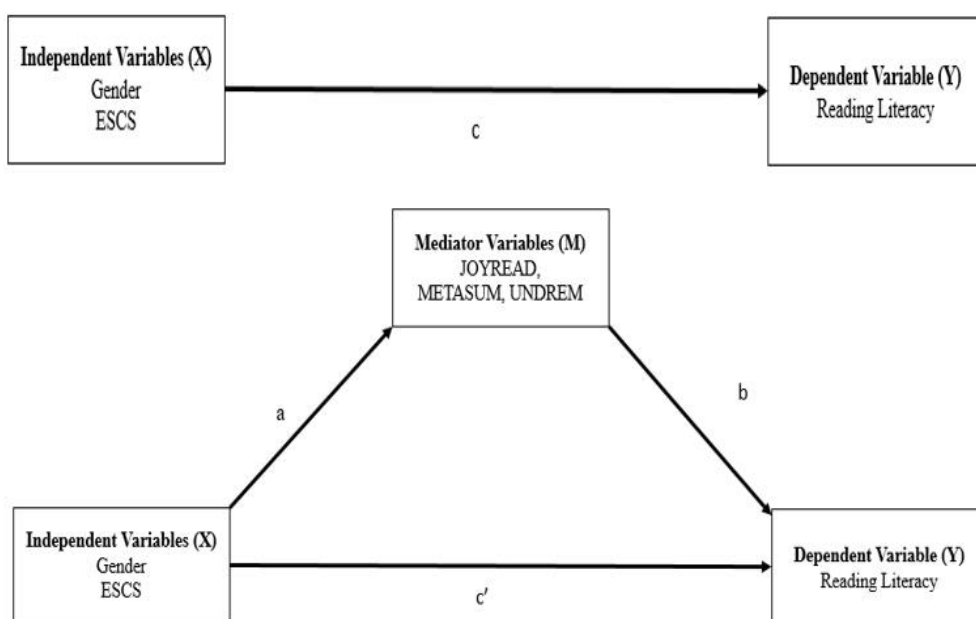 Independent Variables (X)
Gender
ESCS
c
Dependent Variable (Y)
Reading Literacy
Mediator Variables (M)
JOYREAD,
METASUM, UNDREM
a
b
Independent Variables (X)
Gender
ESCS
c'
Dependent Variable (Y)
Reading Literacy